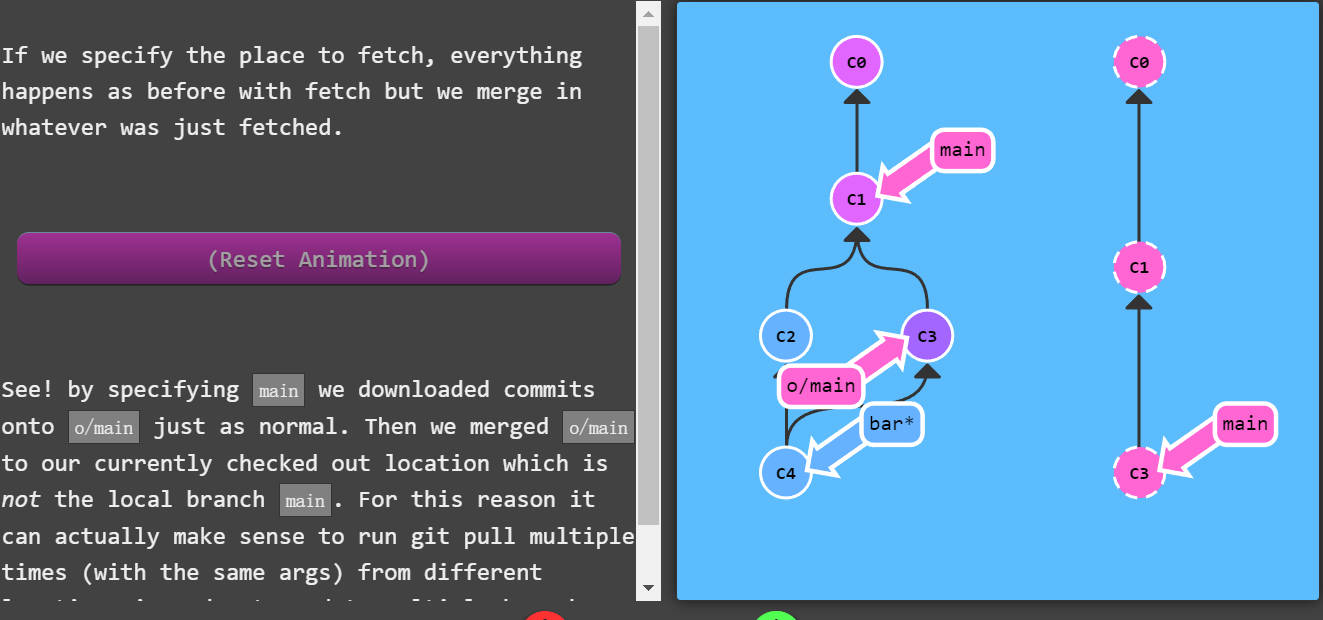 If we specify the place to fetch, everything
happens as before with fetch but we merge in
whatever was just fetched.
(Reset Animation)
See! by specifying main we downloaded commits
onto o/main just as normal. Then we merged o/main
to our currently checked out location which is
not the local branch main. For this reason it
can actually make sense to run git pull multiple
times (with the same args) from different
C0
main
C1
C2
C3
o/main
bar*
C4
C0
C1
main
C3